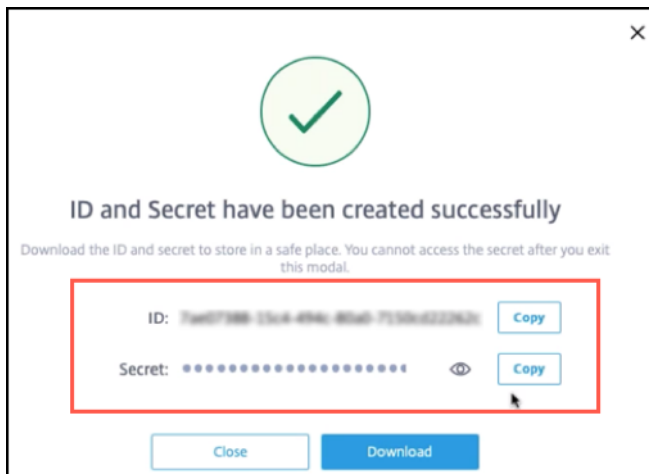 ID and Secret have been created successfully
Download the ID and secret to store in a safe place. You cannot access the secret after you exit
this modal.
ID: Copy
Secret: Copy
Close Download